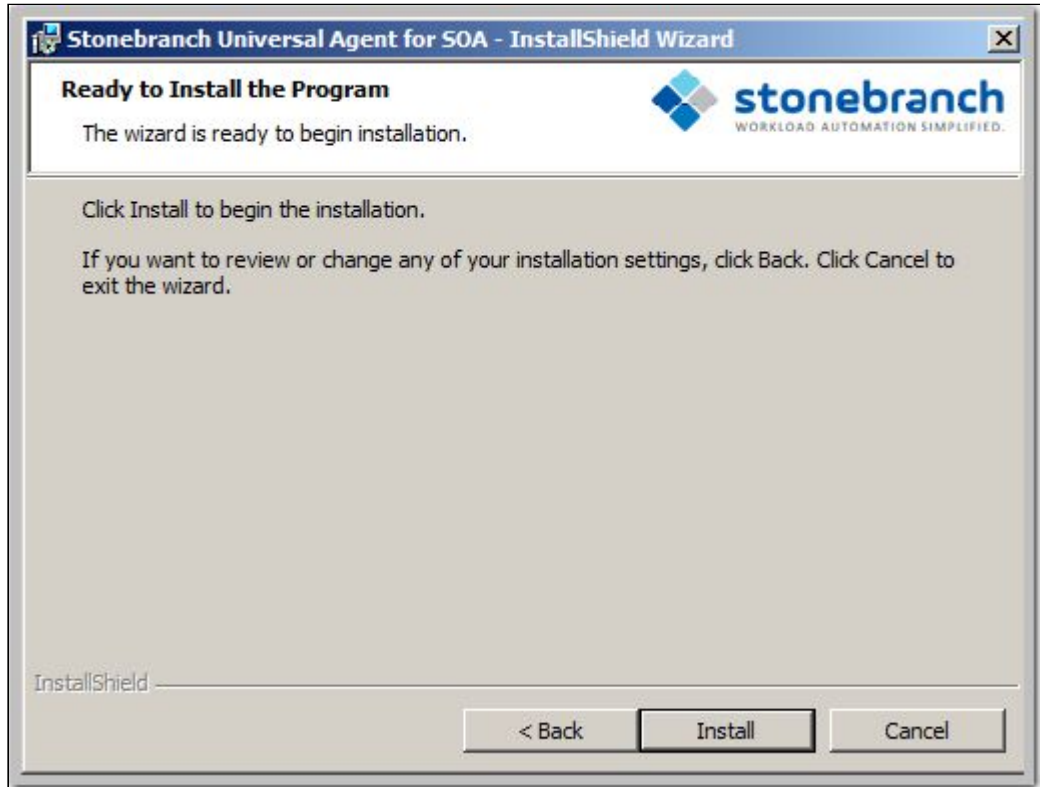 Stonebranch Universal Agent for SOA - InstallShield Wizard
Ready to Install the Program
The wizard is ready to begin installation.
stonebranch
WORKLOAD AUTOMATION SIMPLIFIED.
Click Install to begin the installation.
If you want to review or change any of your installation settings, click Back. Click Cancel to
exit the wizard.
InstallShield
< Back
Install
Cancel